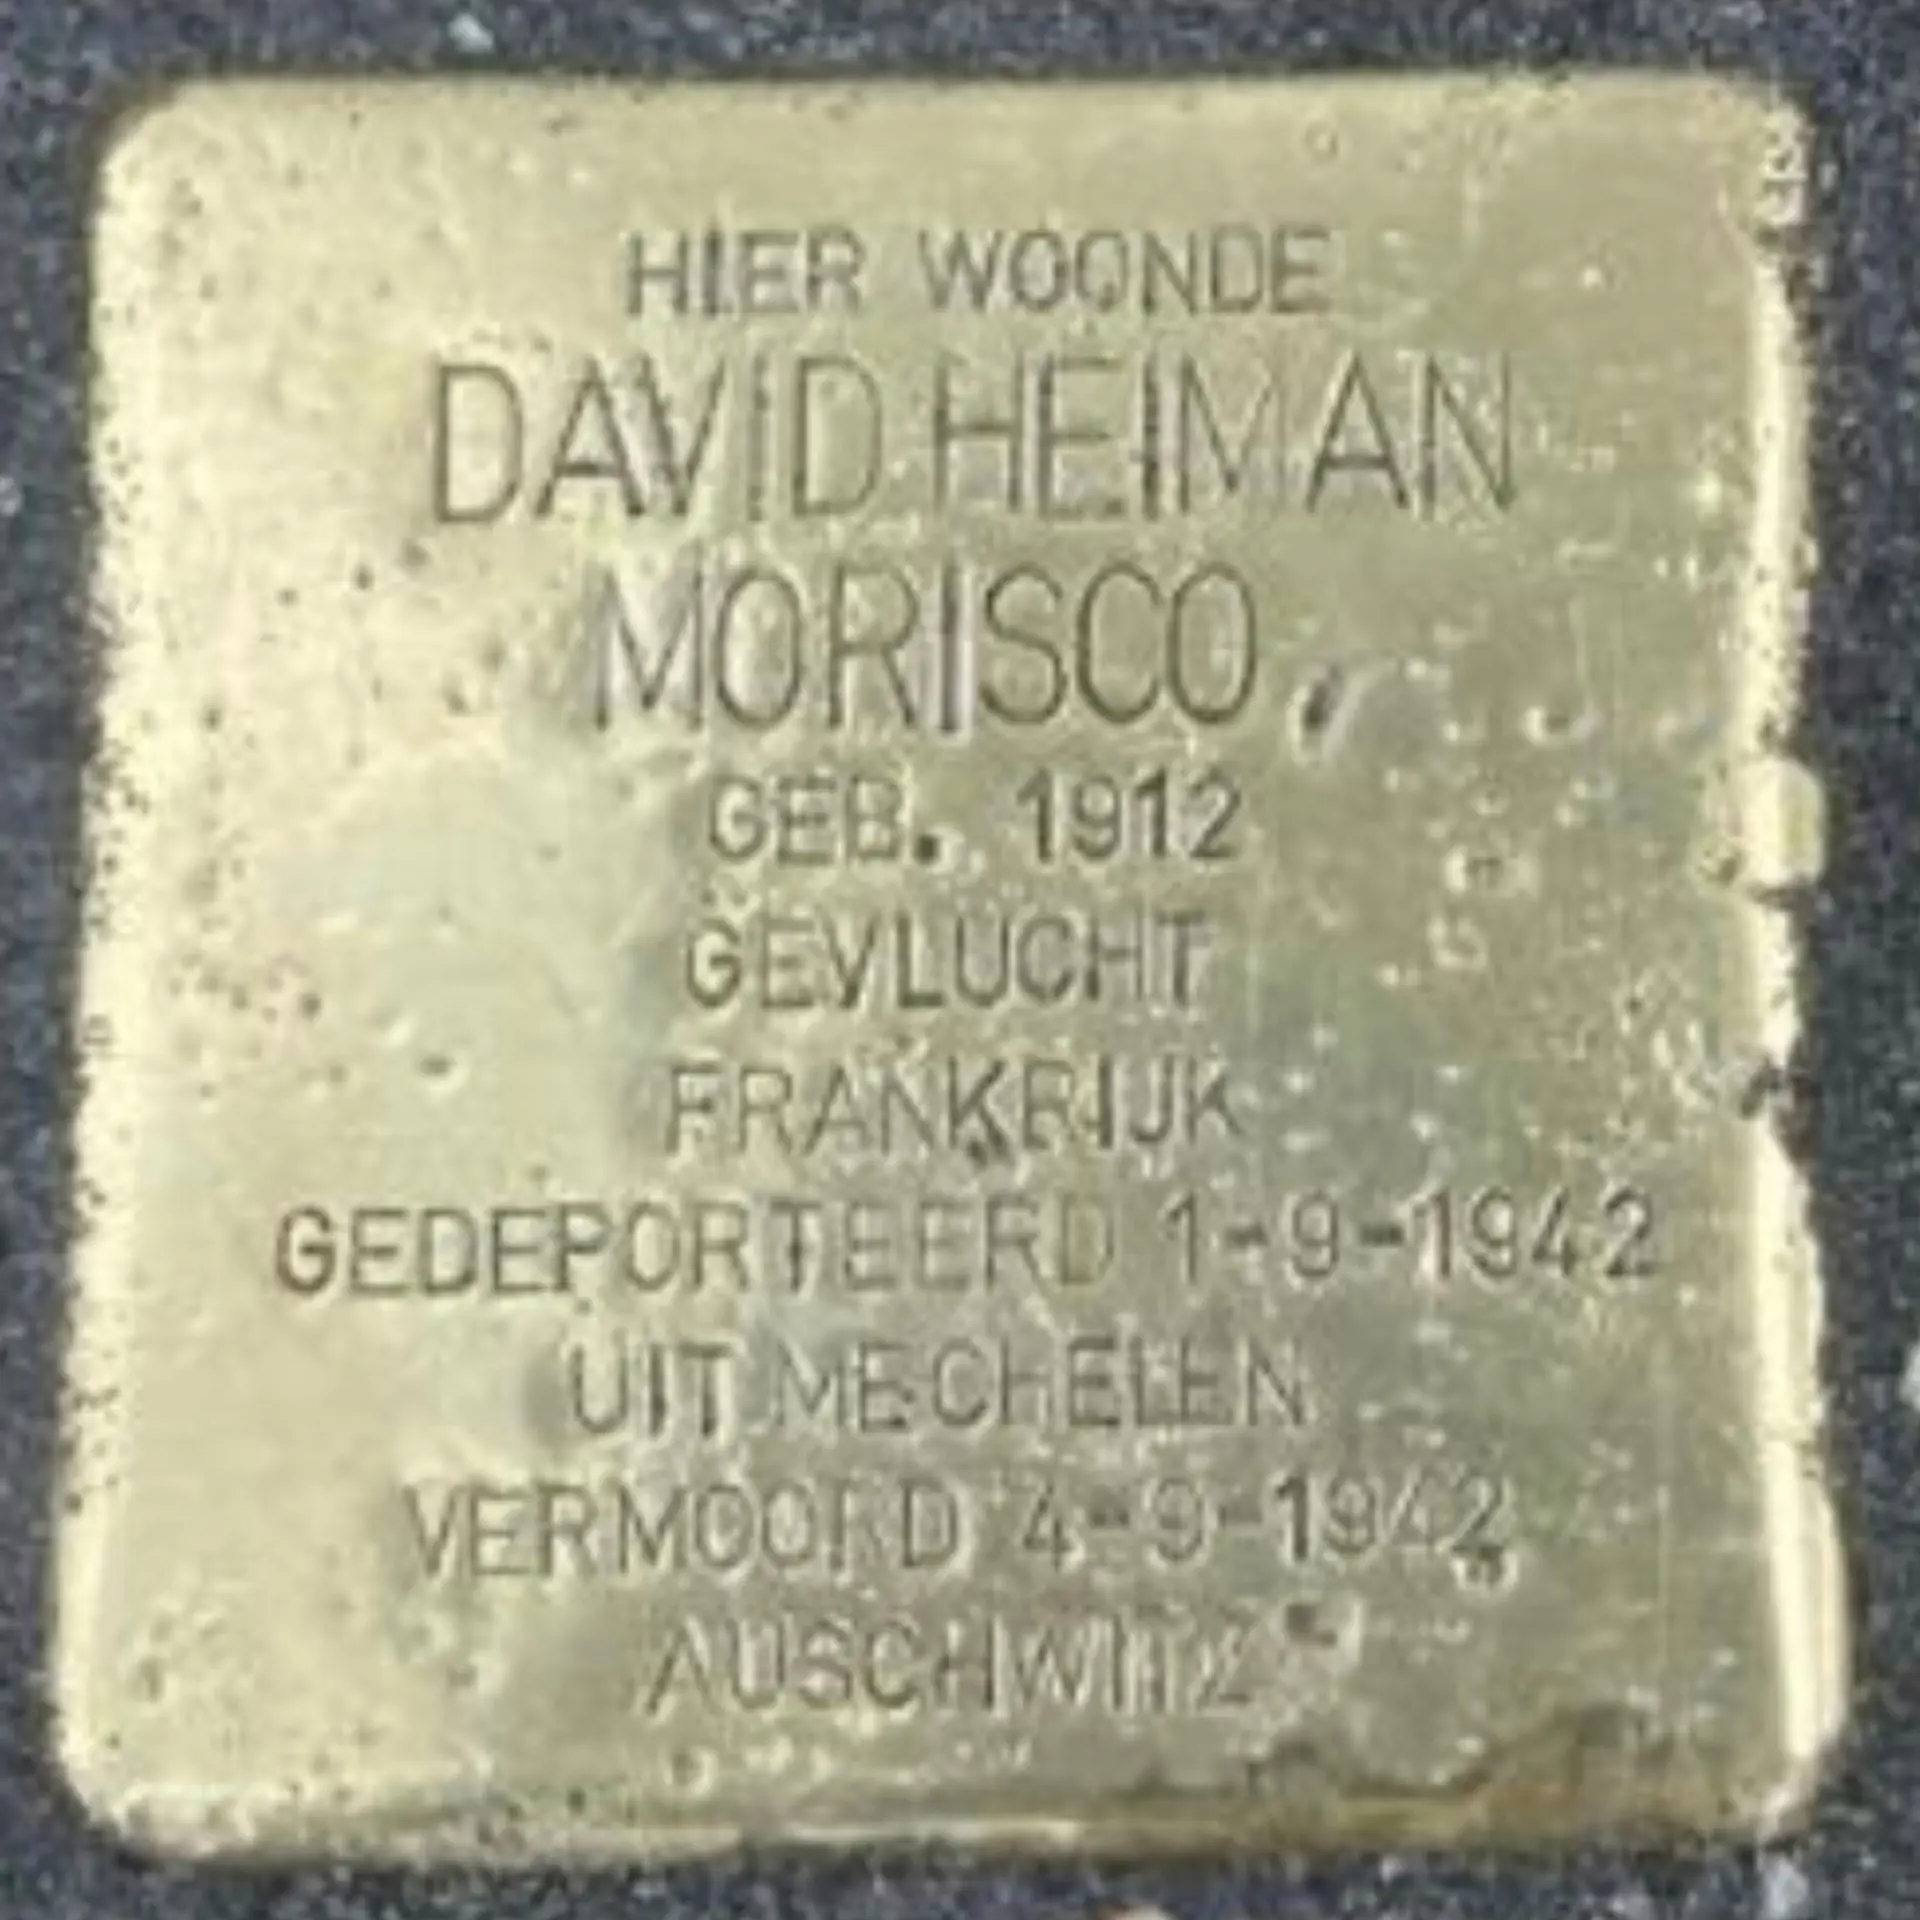 HIER WOONDE
DAVID HEIMAN
MORISCO
GEB. 1912
GEVLUCHT
FRANKRIJK
GEDEPORTEERD 1-9-1942
UIT MECHELEN
VERMOORD 4-9-1942
AUSCHWITZ